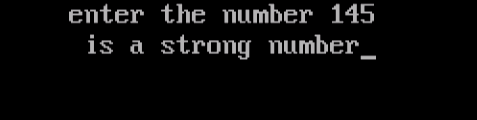 enter the number 145
is a strong number_